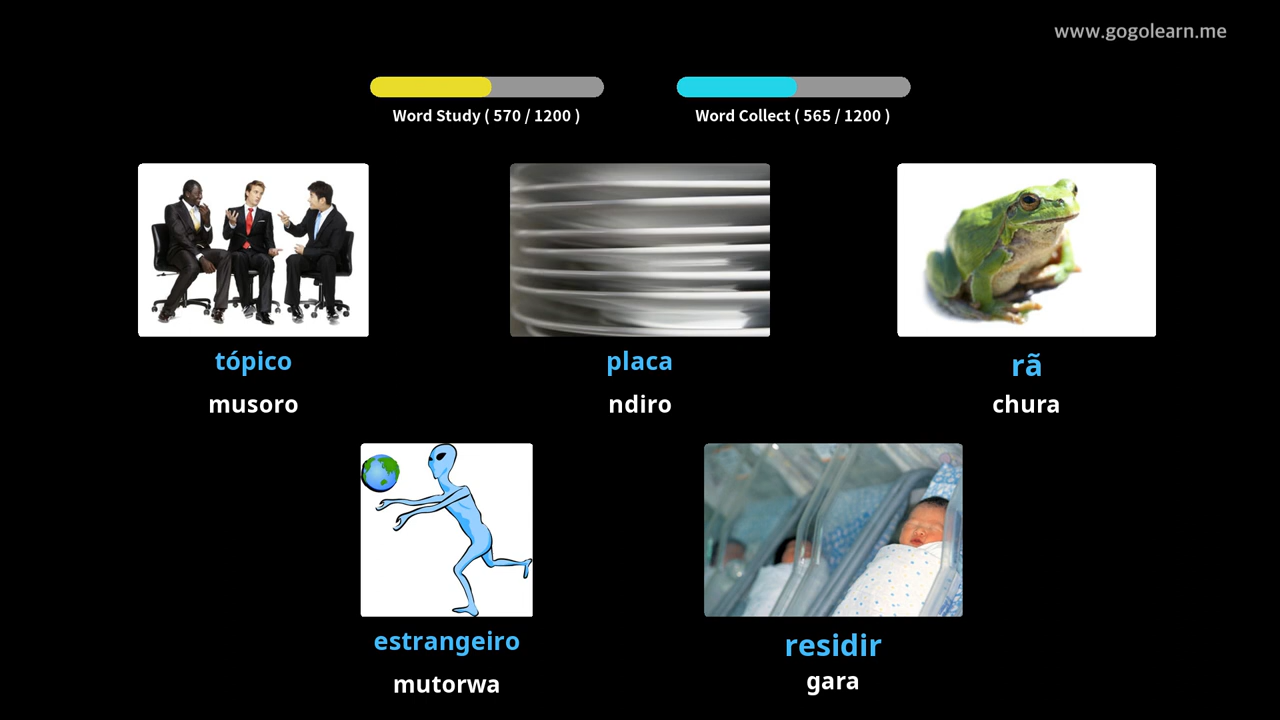 www.gogolearn.me
Word Study ( 570 / 1200 )
Word Collect ( 565 / 1200 )
tópico
musoro
placa
ndiro
rã
chura
estrangeiro
mutorwa
residir
gara